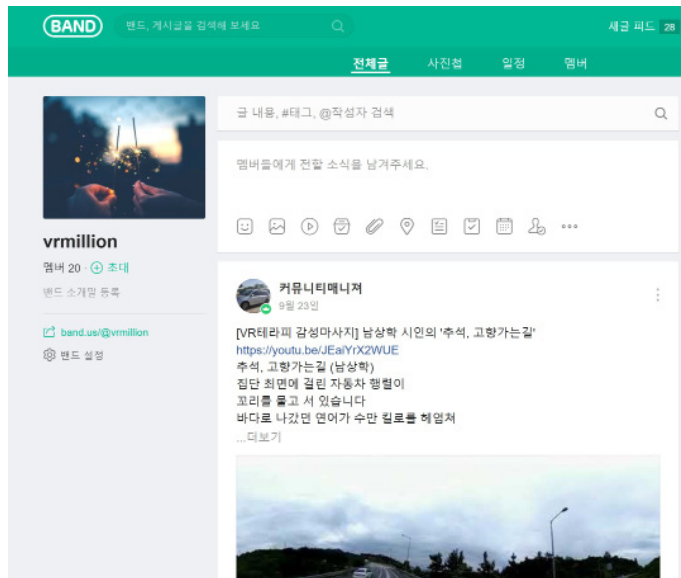 BAND
밴드, 게시글을 검색해 보세요
새글 피드 28
전체글 사진첩 일정 멤버
글 내용, #태그, @작성자 검색
멤버들에게 전할 소식을 남겨주세요.
vrmillion
멤버 20 · 초대
밴드 소개말 등록
band.us/@vrmillion
밴드 설정
커뮤니티매니져
9월 23일
[VR테라피 감성마사지] 남상학 시인의 '추석, 고향가는길'
https://youtu.be/JEaiYrX2WUE
추석, 고향가는길 (남상학)
집단 최면에 걸린 자동차 행렬이
꼬리를 물고 서 있습니다
바다로 나갔던 연어가 수만 킬로를 헤엄쳐
...더보기